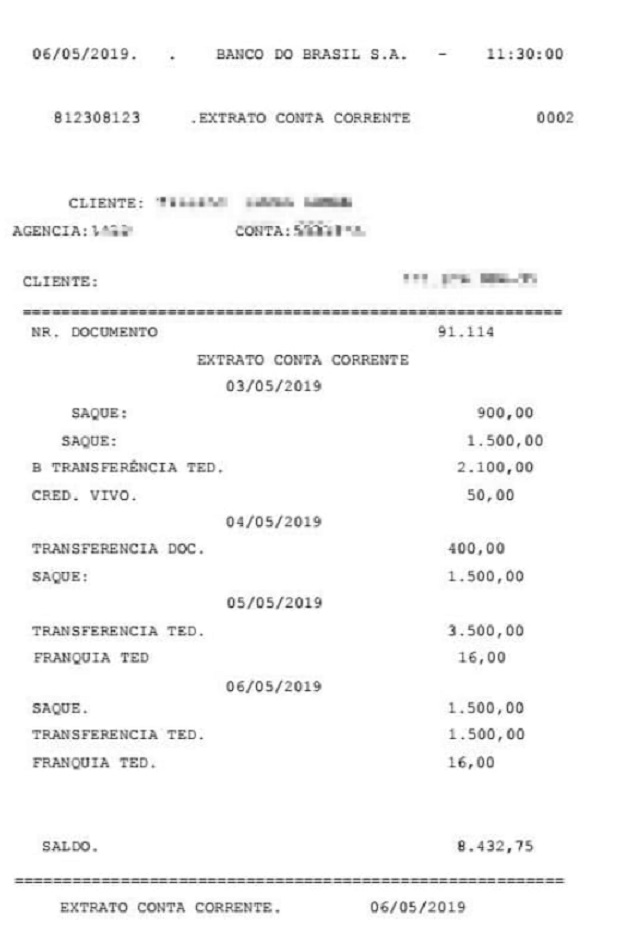 06/05/2019. . BANCO DO BRASIL S.A. - 11:30:00
812308123 .EXTRATO CONTA CORRENTE 0002
CLIENTE:
AGENCIA: CONTA:
CLIENTE:
==========================================================
NR. DOCUMENTO 91.114
EXTRATO CONTA CORRENTE
03/05/2019
SAQUE: 900,00
SAQUE: 1.500,00
B TRANSFERÊNCIA TED. 2.100,00
CRED. VIVO. 50,00
04/05/2019
TRANSFERENCIA DOC. 400,00
SAQUE: 1.500,00
05/05/2019
TRANSFERENCIA TED. 3.500,00
FRANQUIA TED 16,00
06/05/2019
SAQUE. 1.500,00
TRANSFERENCIA TED. 1.500,00
FRANQUIA TED. 16,00
SALDO. 8.432,75
==========================================================
EXTRATO CONTA CORRENTE. 06/05/2019